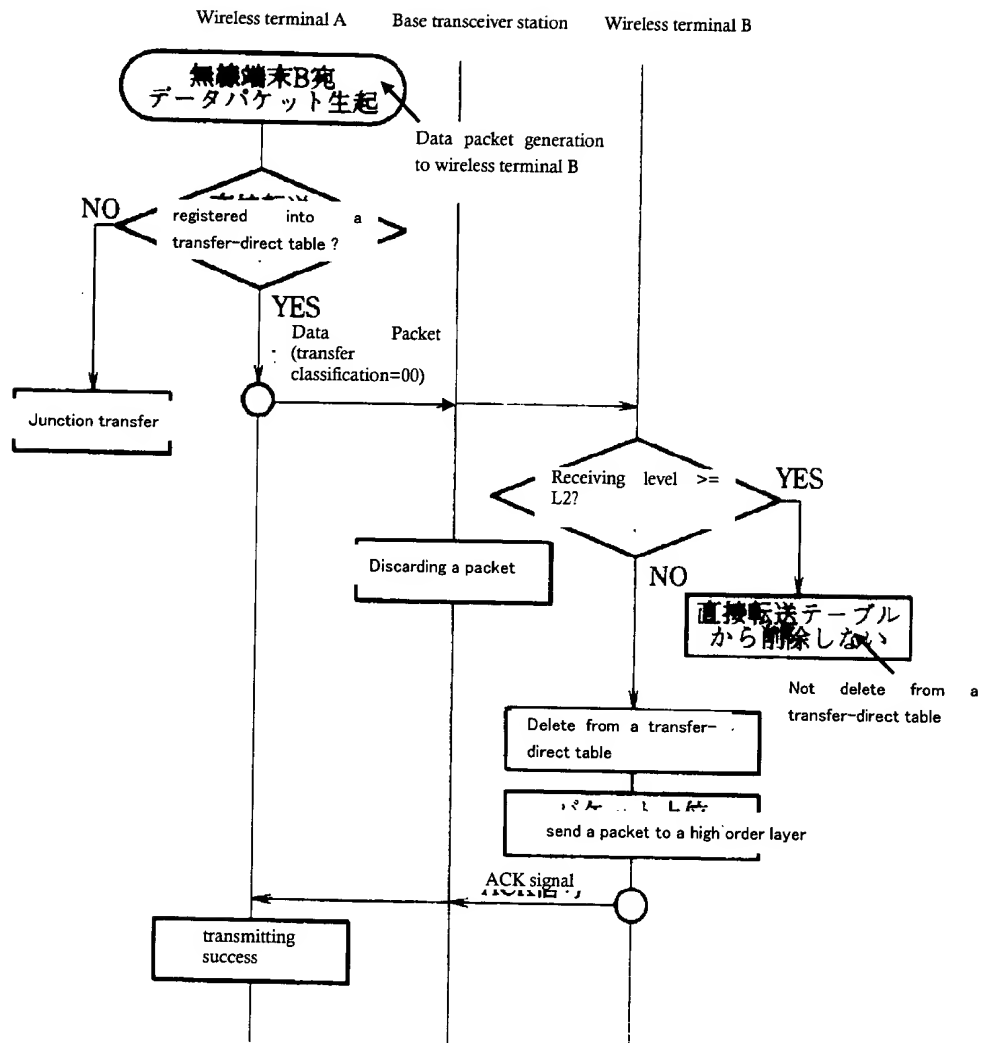 Wireless terminal A Base transceiver station Wireless terminal B
無線端末B宛
データパケット生起
Data packet generation
to wireless terminal B
NO
registered into a
transfer-direct table ?
YES
Data Packet
(transfer
classification=00)
Junction transfer
Receiving level >=
L2?
YES
Discarding a packet
NO
直接転送テーブル
から削除しない
Not delete from a
transfer-direct table
Delete from a transfer-
direct table
send a packet to a high order layer
ACK signal
transmitting
success